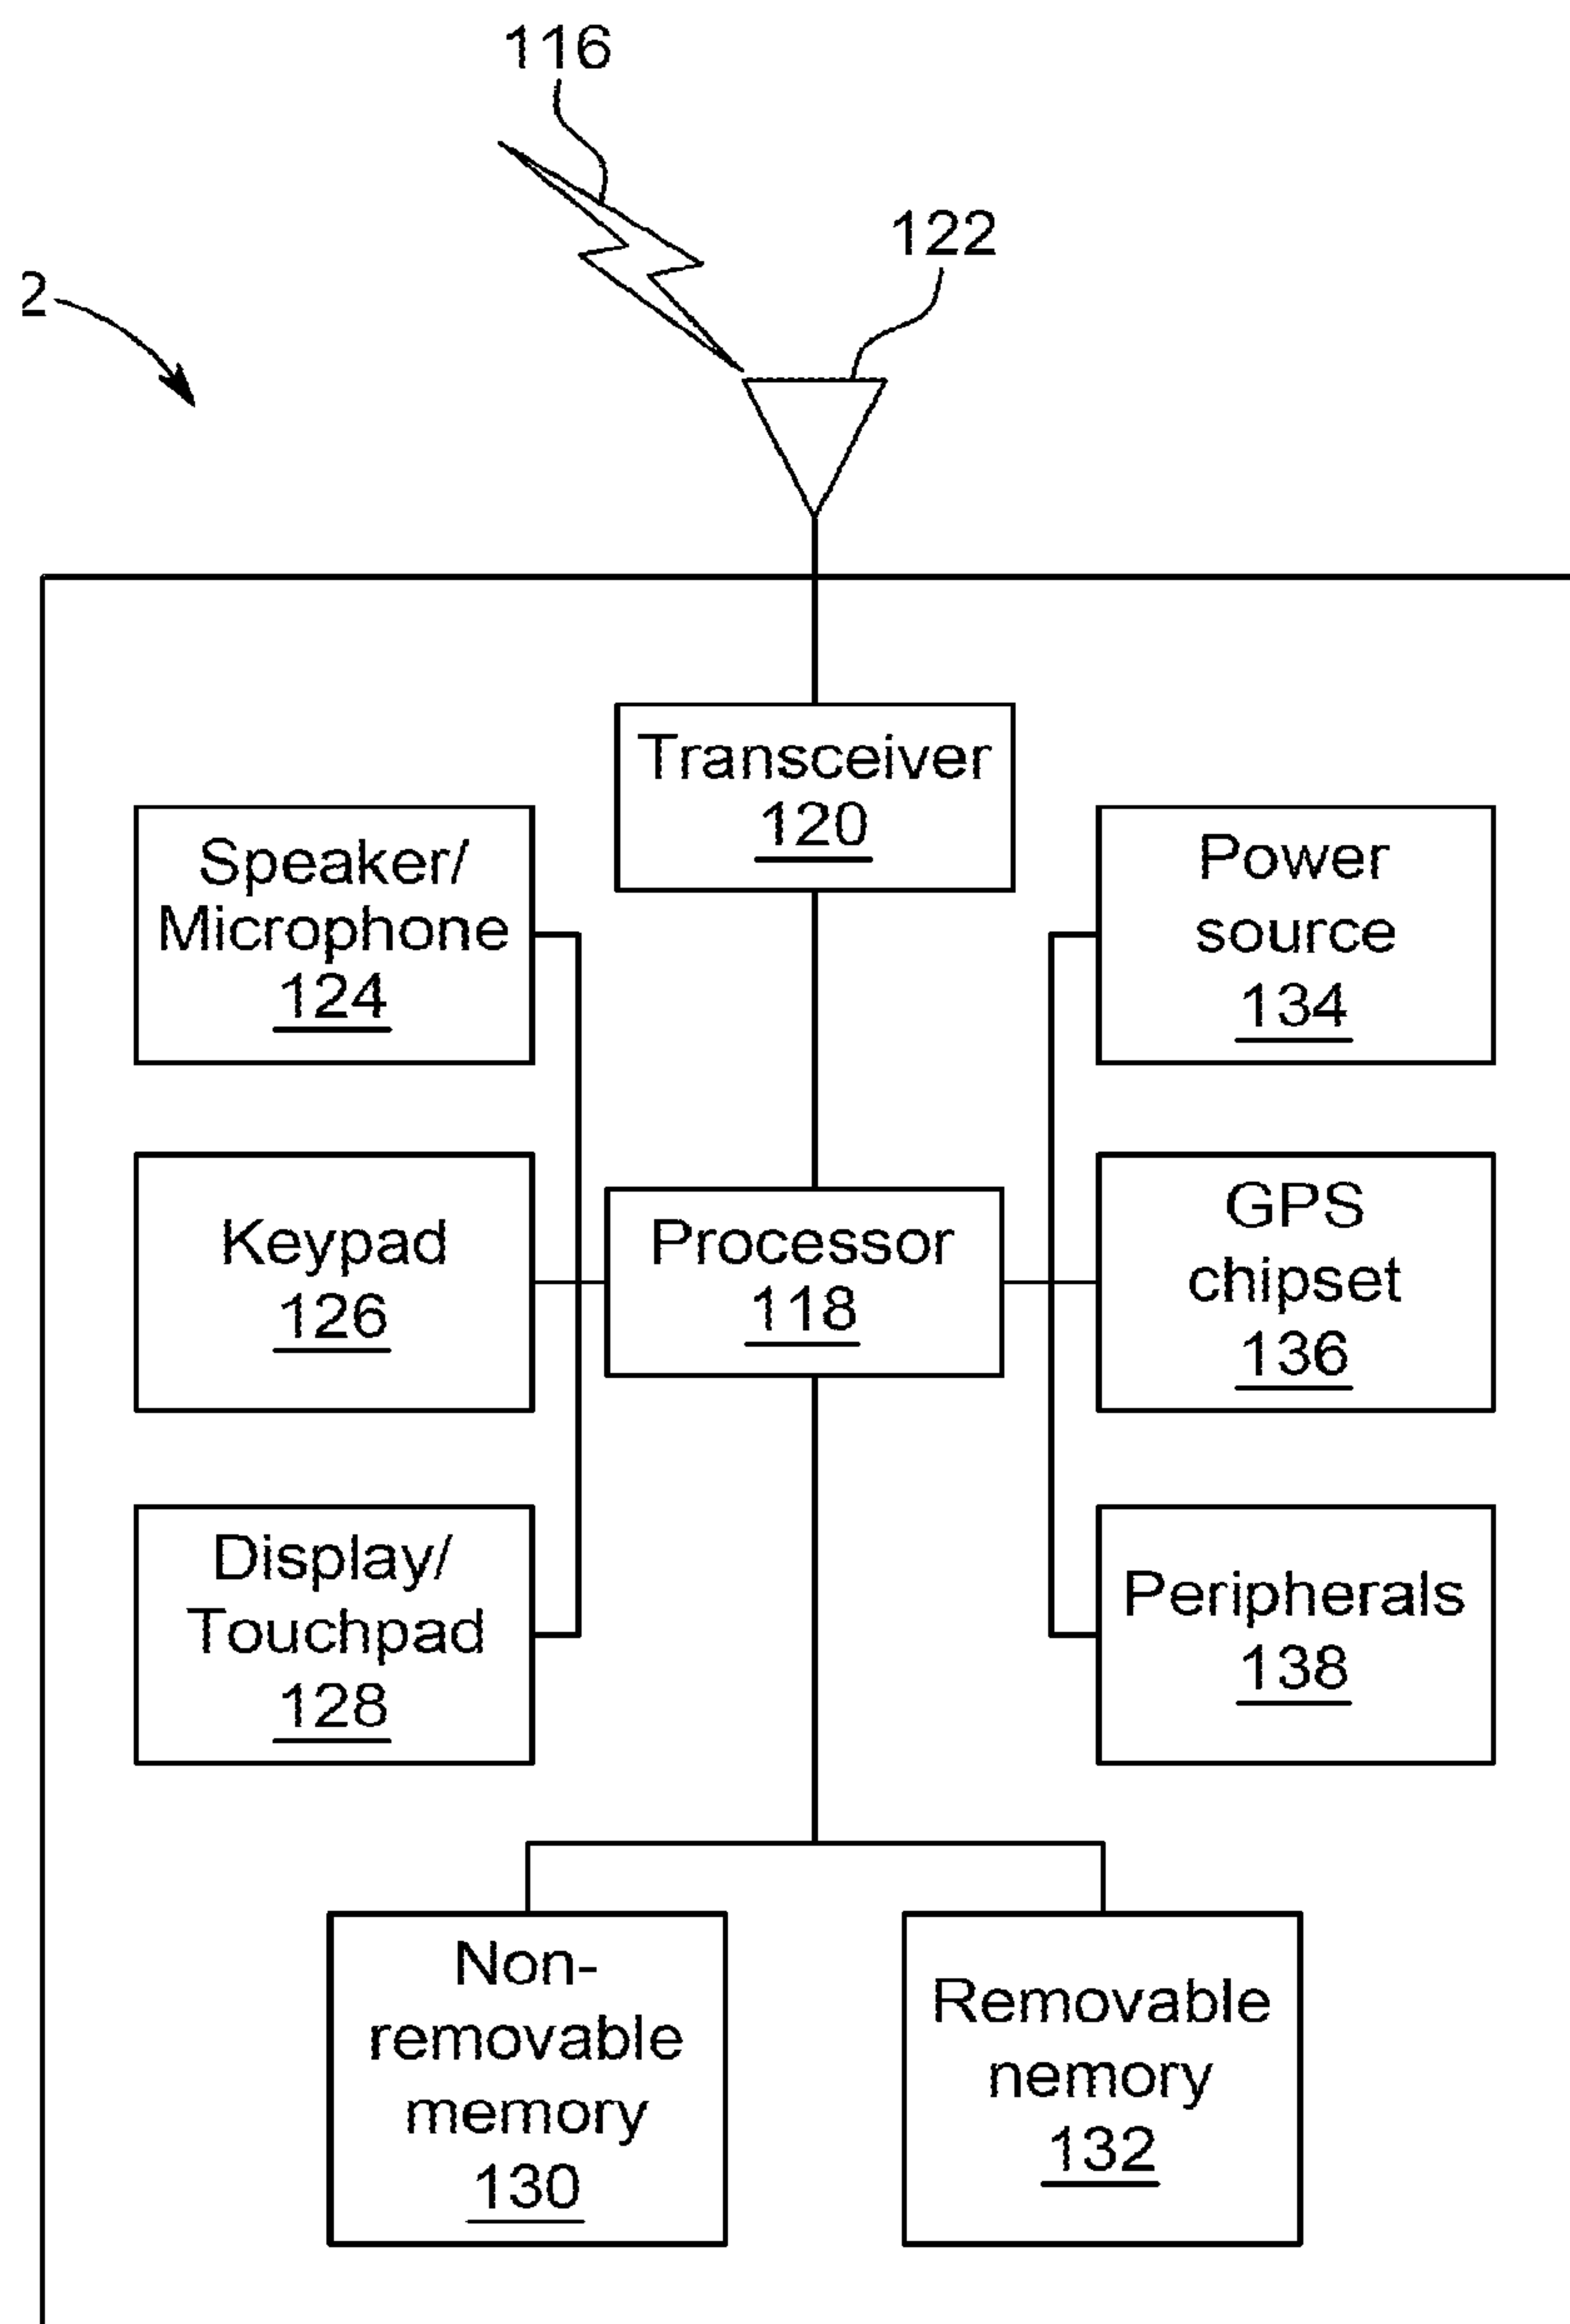 116
122
2
Transceiver
120
Speaker/
Microphone
124
Power
source
134
Keypad
126
Processor
118
GPS
chipset
136
Display/
Touchpad
128
Peripherals
138
Non-
removable
memory
130
Removable
nemory
132